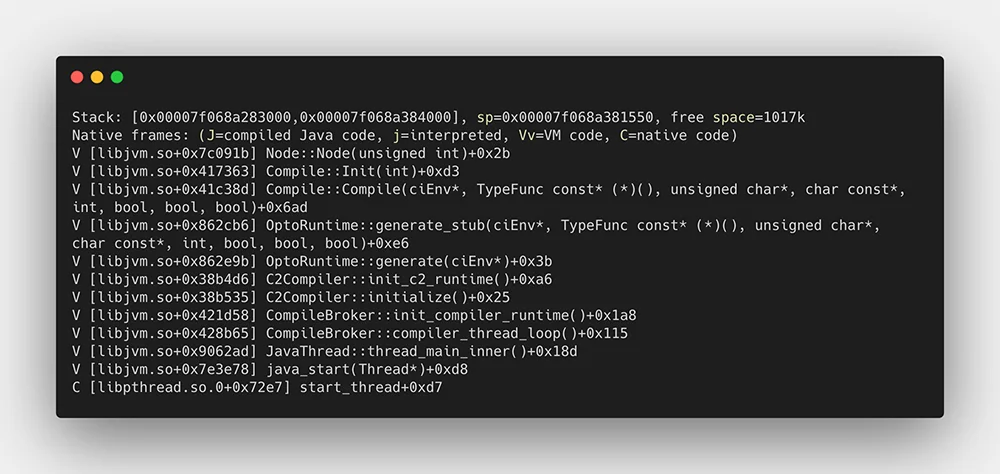 Stack: [0x00007f068a283000,0x00007f068a384000], sp=0x00007f068a381550, free space=1017k
Native frames: (J=compiled Java code, j=interpreted, Vv=VM code, C=native code)
V [libjvm.so+0x7c091b] Node::Node(unsigned int)+0x2b
V [libjvm.so+0x417363] Compile::Init(int)+0xd3
V [libjvm.so+0x41c38d] Compile::Compile(ciEnv*, TypeFunc const* (*)(), unsigned char*, char const*,
int, bool, bool, bool)+0x6ad
V [libjvm.so+0x862cb6] OptoRuntime::generate_stub(ciEnv*, TypeFunc const* (*)(), unsigned char*,
char const*, int, bool, bool, bool)+0xe6
V [libjvm.so+0x862e9b] OptoRuntime::generate(ciEnv*)+0x3b
V [libjvm.so+0x38b4d6] C2Compiler::init_c2_runtime()+0xa6
V [libjvm.so+0x38b535] C2Compiler::initialize()+0x25
V [libjvm.so+0x421d58] CompileBroker::init_compiler_runtime()+0x1a8
V [libjvm.so+0x428b65] CompileBroker::compiler_thread_loop()+0x115
V [libjvm.so+0x9062ad] JavaThread::thread_main_inner()+0x18d
V [libjvm.so+0x7e3e78] java_start(Thread*)+0xd8
C [libpthread.so.0+0x72e7] start_thread+0xd7